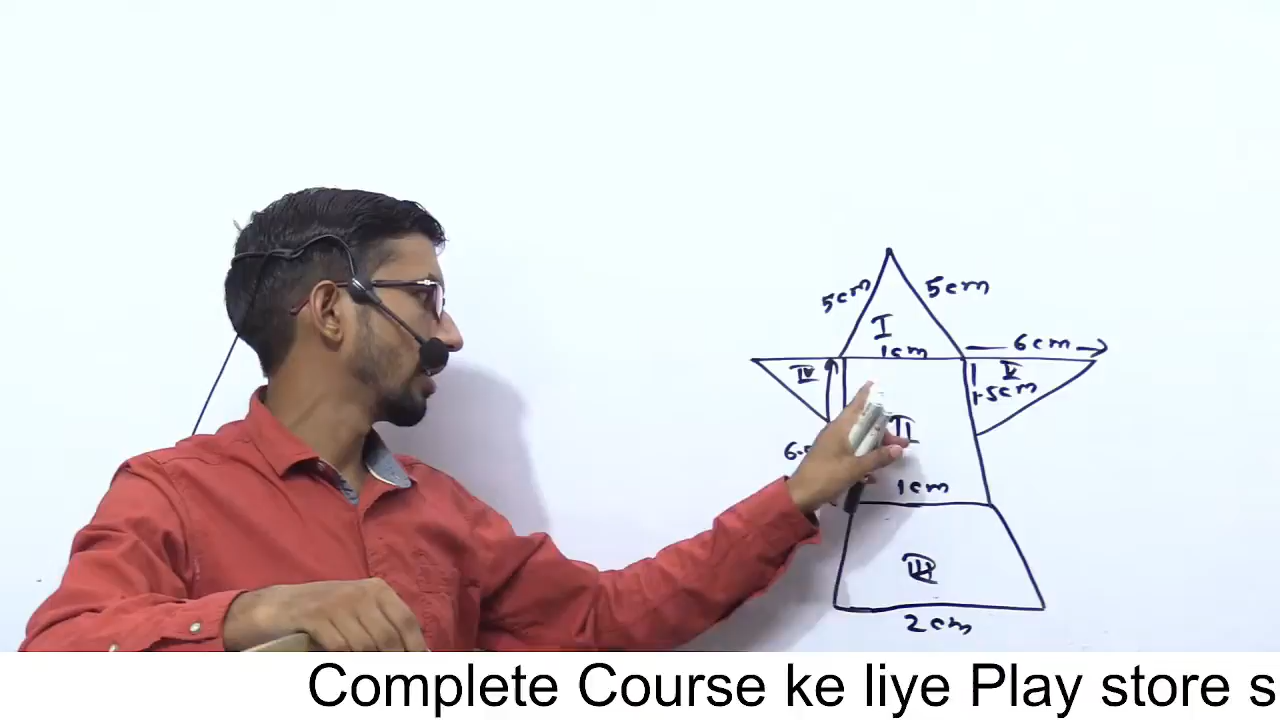 5cm 5cm
I
1cm
6cm
IV V
1.5cm
II
1cm
III
2cm
Complete Course ke liye Play store s